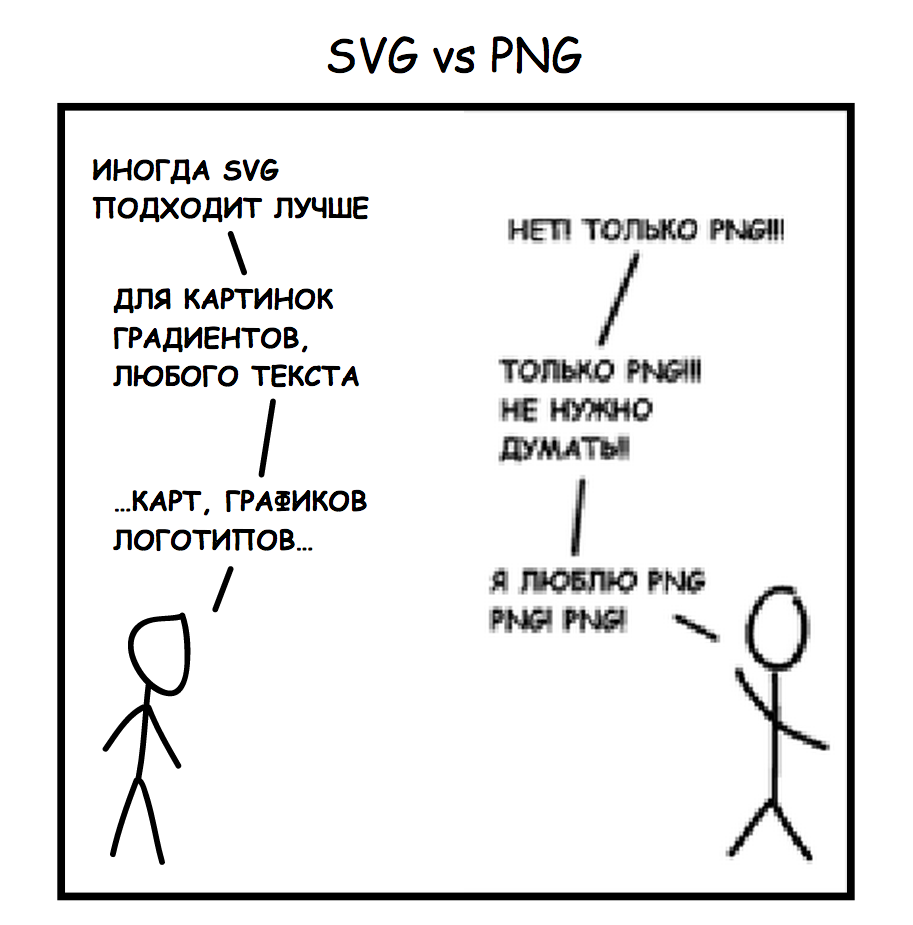 SVG vs PNG
ИНОГДА SVG
ПОДХОДИТ ЛУЧШЕ
ДЛЯ КАРТИНОК
ГРАДИЕНТОВ,
ЛЮБОГО ТЕКСТА
...КАРТ, ГРАФИКОВ
ЛОГОТИПОВ...
НЕТ! ТОЛЬКО PNG!!!
ТОЛЬКО PNG!!!
НЕ НУЖНО
ДУМАТЬ!!
Я ЛЮБЛЮ PNG
PNG! PNG!